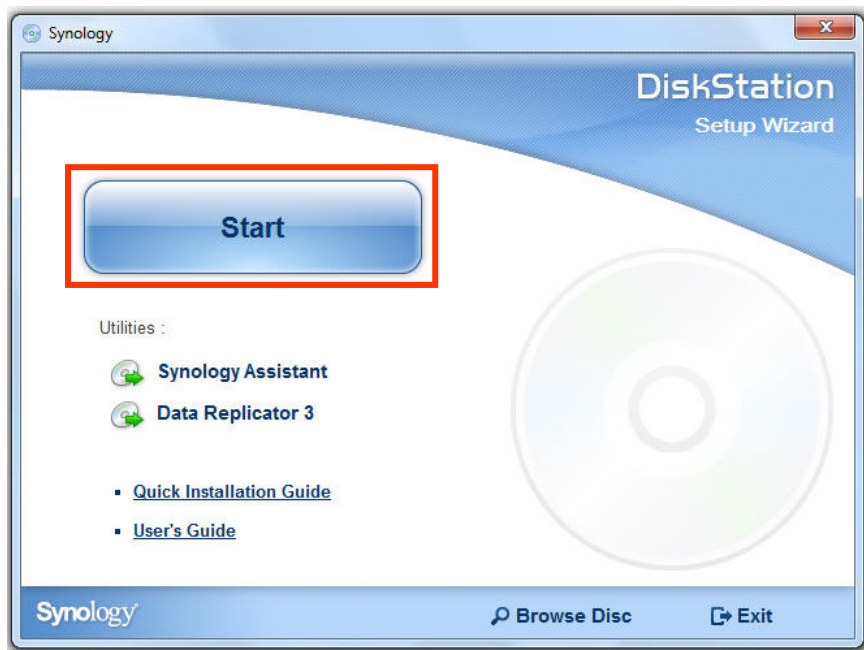 Synology
DiskStation
Setup Wizard
Start
Utilities :
Synology Assistant
Data Replicator 3
Quick Installation Guide
User's Guide
Synology
Browse Disc
Exit